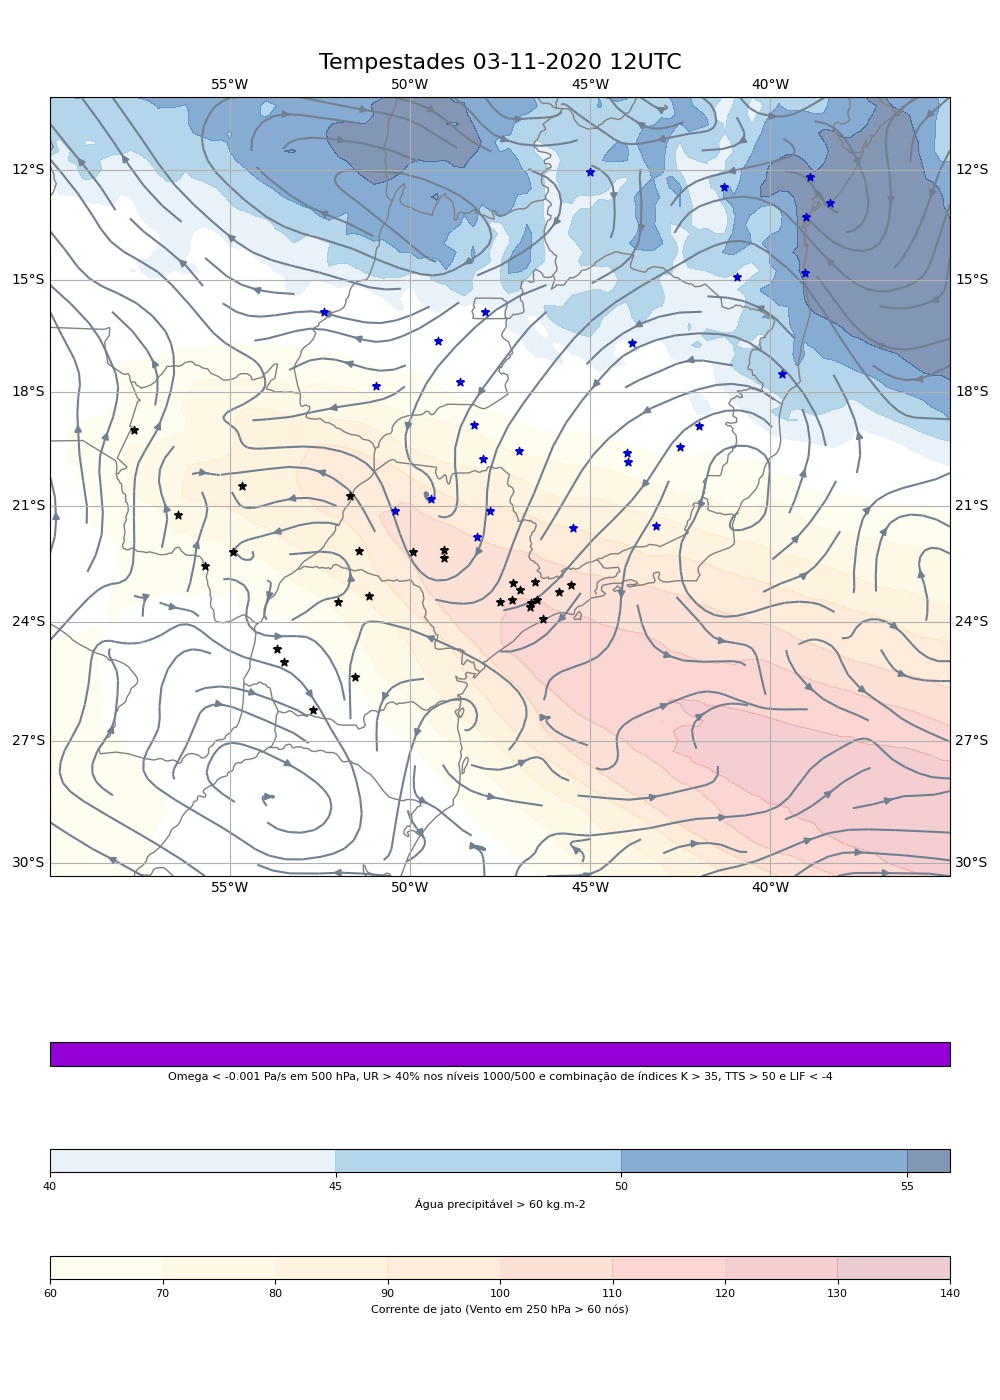 Tempestades 03-11-2020 12UTC
55°W 50°W 45°W 40°W
12°S 12°S
15°S 15°S
18°S 18°S
21°S 21°S
24°S 24°S
27°S 27°S
30°S 30°S
55°W 50°W 45°W 40°W
Omega < -0.001 Pa/s em 500 hPa, UR > 40% nos níveis 1000/500 e combinação de índices K > 35, TTS > 50 e LIF < -4
40 45 50 55
Água precipitável > 60 kg.m-2
60 70 80 90 100 110 120 130 140
Corrente de jato (Vento em 250 hPa > 60 nós)